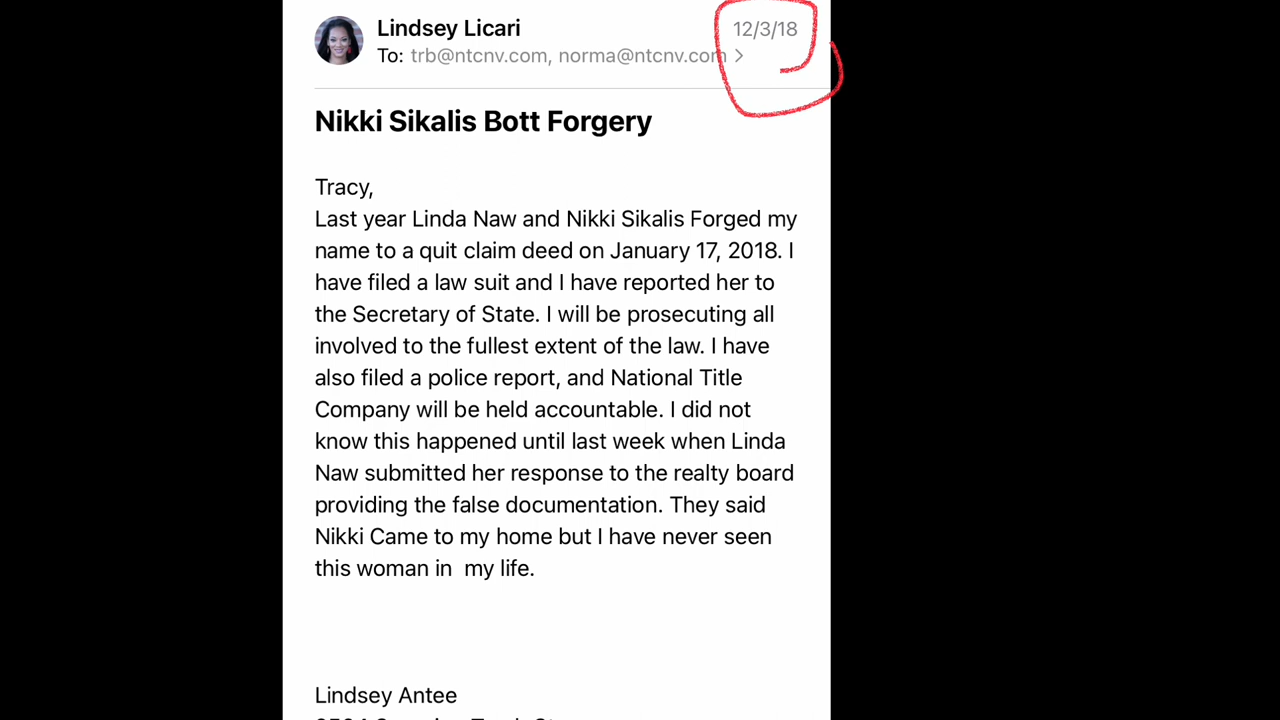 Lindsey Licari
12/3/18
To: trb@ntcnv.com, norma@ntcnv.com >
Nikki Sikalis Bott Forgery
Tracy,
Last year Linda Naw and Nikki Sikalis Forged my
name to a quit claim deed on January 17, 2018. I
have filed a law suit and I have reported her to
the Secretary of State. I will be prosecuting all
involved to the fullest extent of the law. I have
also filed a police report, and National Title
Company will be held accountable. I did not
know this happened until last week when Linda
Naw submitted her response to the realty board
providing the false documentation. They said
Nikki Came to my home but I have never seen
this woman in  my life.
Lindsey Antee